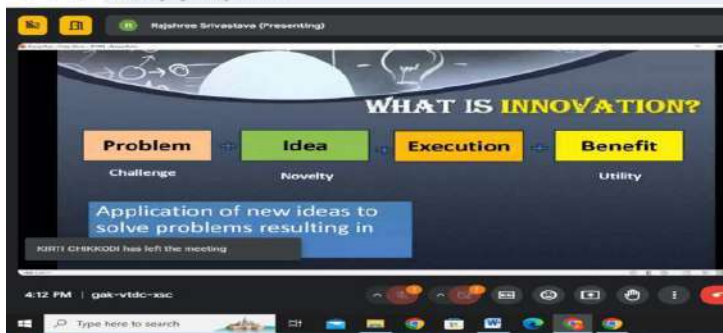 Rajshree Srivastava (Presenting)
WHAT IS INNOVATION?
Problem + Idea + Execution + Benefit
Challenge Novelty Utility
Application of new ideas to
solve problems resulting in
KIRTI CHIKKODI has left the meeting
4:12 PM | gak-vtdc-xsc
Type here to search